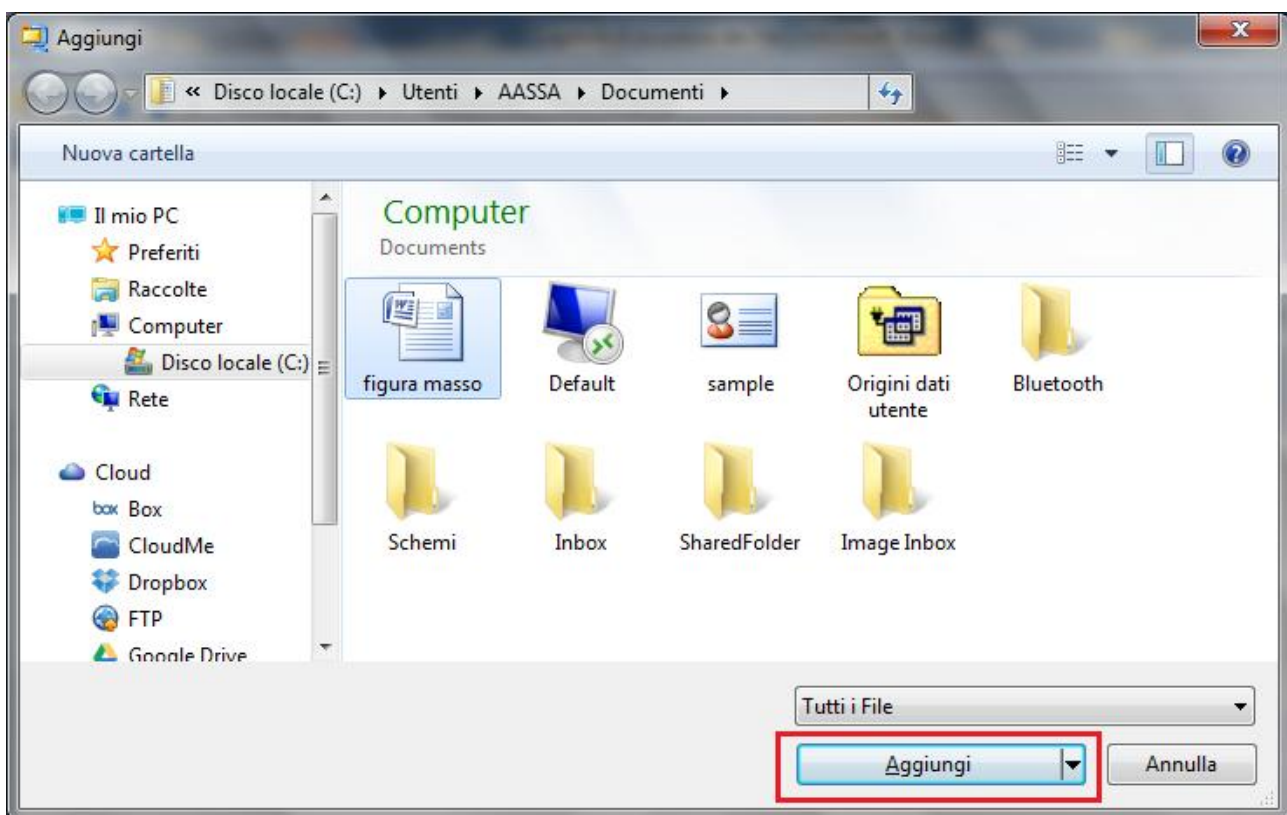 Aggiungi
« Disco locale (C:) Utenti AASSA Documenti
Nuova cartella
Il mio PC
Preferiti
Raccolte
Computer
Disco locale (C:)
Rete
Cloud
box Box
CloudMe
Dropbox
FTP
Google Drive
Computer
Documents
figura masso
Default
sample
Origini dati
utente
Bluetooth
Schemi
Inbox
SharedFolder
Image Inbox
Tutti i File
Aggiungi
Annulla